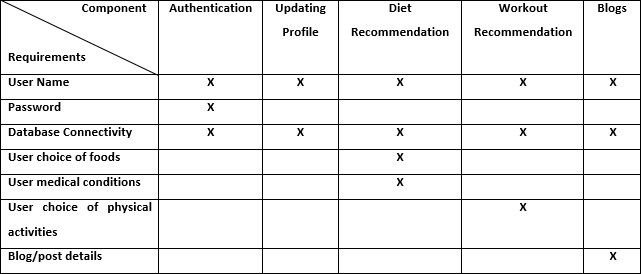 Component Authentication Updating Diet Workout Blogs
Profile Recommendation Recommendation
Requirements
User Name X X X X X
Password X
Database Connectivity X X X X X
User choice of foods X
User medical conditions X
User choice of physical X
activities
Blog/post details X